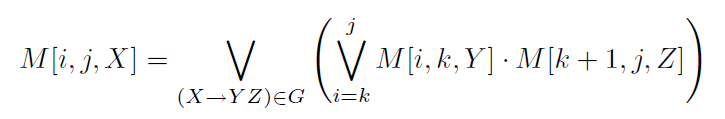 M[i, j, X] = ⋁_{(X→Y Z)∈G} ( ⋁_{i=k}^{j} M[i, k, Y] · M[k + 1, j, Z] )